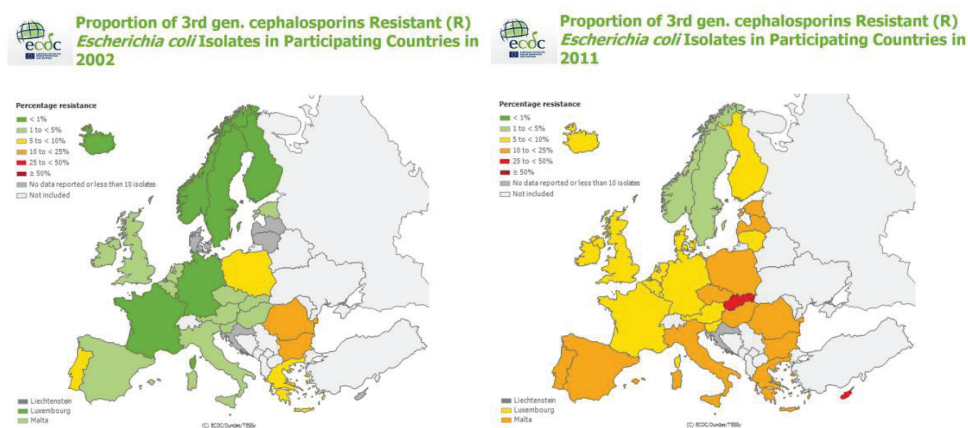 Proportion of 3rd gen. cephalosporins Resistant (R)
Escherichia coli Isolates in Participating Countries in
2002
ecdc
Percentage resistance
< 1%
1 to < 5%
5 to < 10%
10 to < 25%
25 to < 50%
≥ 50%
No data reported or less than 10 isolates
Not included
Liechtenstein
Luxembourg
Malta
(C) ECDC/Dundas/TESSy
Proportion of 3rd gen. cephalosporins Resistant (R)
Escherichia coli Isolates in Participating Countries in
2011
ecdc
Percentage resistance
< 1%
1 to < 5%
5 to < 10%
10 to < 25%
25 to < 50%
≥ 50%
No data reported or less than 10 isolates
Not included
Liechtenstein
Luxembourg
Malta
(C) ECDC/Dundas/TESSy